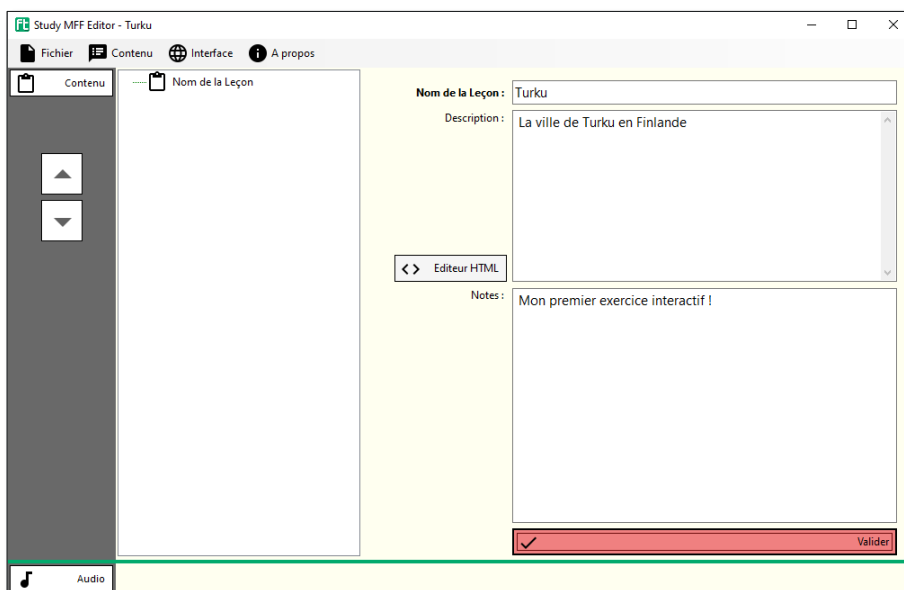 ft Study MFF Editor - Turku
Fichier Contenu Interface A propos
Contenu
Nom de la Leçon
Nom de la Leçon : Turku
Description : La ville de Turku en Finlande
Editeur HTML
Notes : Mon premier exercice interactif !
Valider
Audio